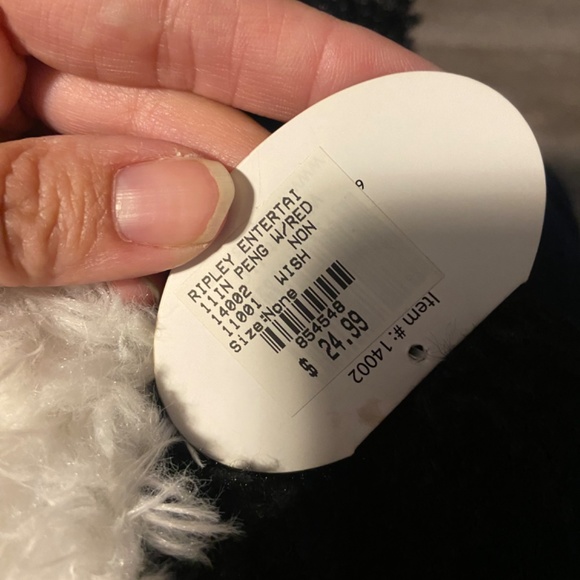 RIPLEY ENTERTAI
11IN PENG W/RED
14002 NON
11001 WISH
Size:None
854548
$ 24.99
Item #: 14002
9